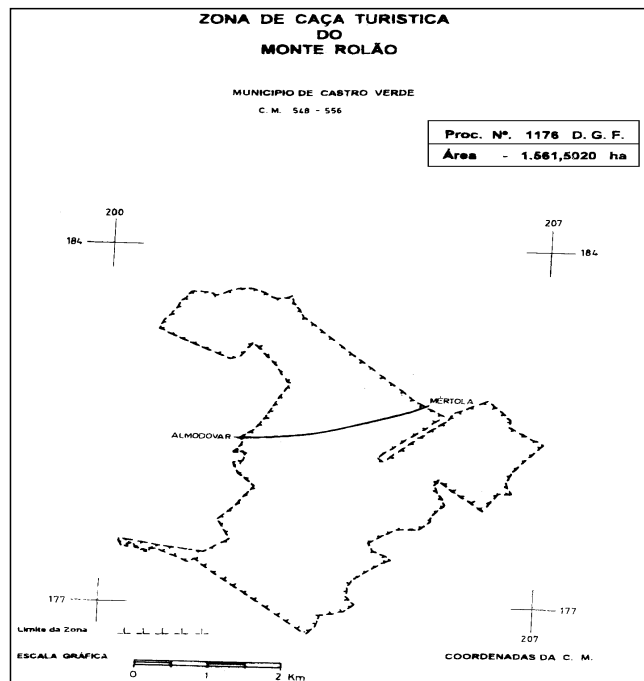 ZONA DE CAÇA TURISTICA
DO
MONTE ROLÃO
MUNICIPIO DE CASTRO VERDE
C. M. 548 - 556
Proc. Nº. 1176 D. G. F.
Área - 1.561,5020 ha
200
207
184
184
MÉRTOLA
ALMODOVAR
177
177
207
Limite da Zona
ESCALA GRÁFICA
COORDENADAS DA C. M.
0 1 2 Km